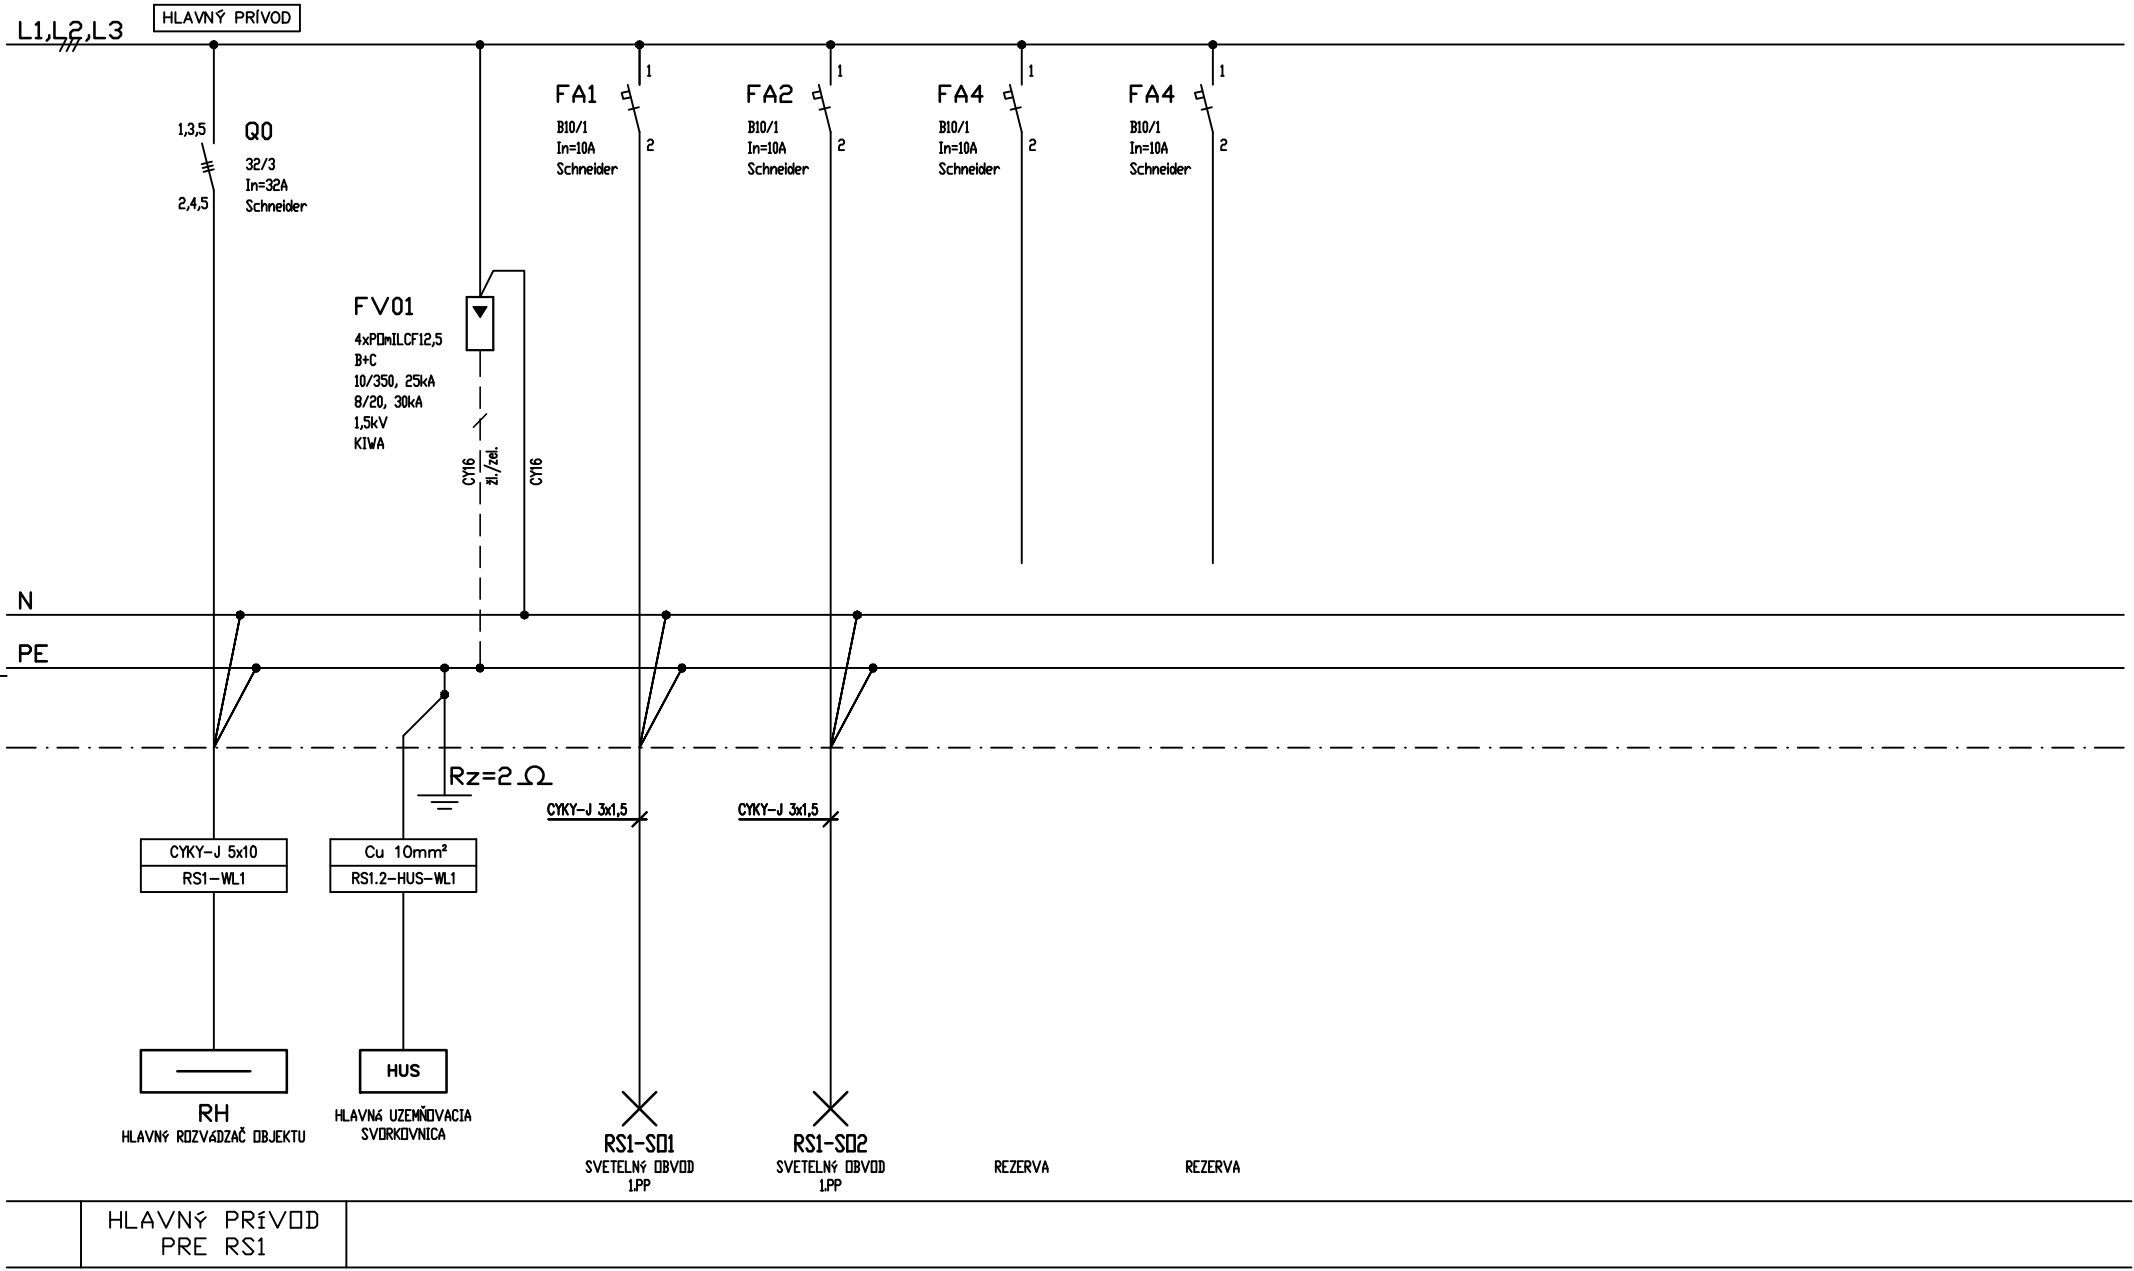 HLAVNÝ PRÍVOD
L1,L2,L3
1,3,5
Q0
32/3
In=32A
2,4,5
Schneider
FV01
4xPOmILCF12,5
B+C
10/350, 25kA
8/20, 30kA
1,5kV
KIWA
CY16
žl./zel.
CY16
1
FA1
B10/1
In=10A
2
Schneider
1
FA2
B10/1
In=10A
2
Schneider
1
FA4
B10/1
In=10A
2
Schneider
1
FA4
B10/1
In=10A
2
Schneider
N
PE
Rz=2Ω
CYKY-J 3x1,5
CYKY-J 3x1,5
CYKY-J 5x10
RS1-WL1
Cu 10mm²
RS1.2-HUS-WL1
HUS
RH
HLAVNÝ ROZVÁDZAČ OBJEKTU
HLAVNÁ UZEMŇOVACIA
SVORKOVNICA
RS1-SO1
SVETELNÝ OBVOD
1.PP
RS1-SO2
SVETELNÝ OBVOD
1.PP
REZERVA
REZERVA
HLAVNÝ PRÍVOD
PRE RS1